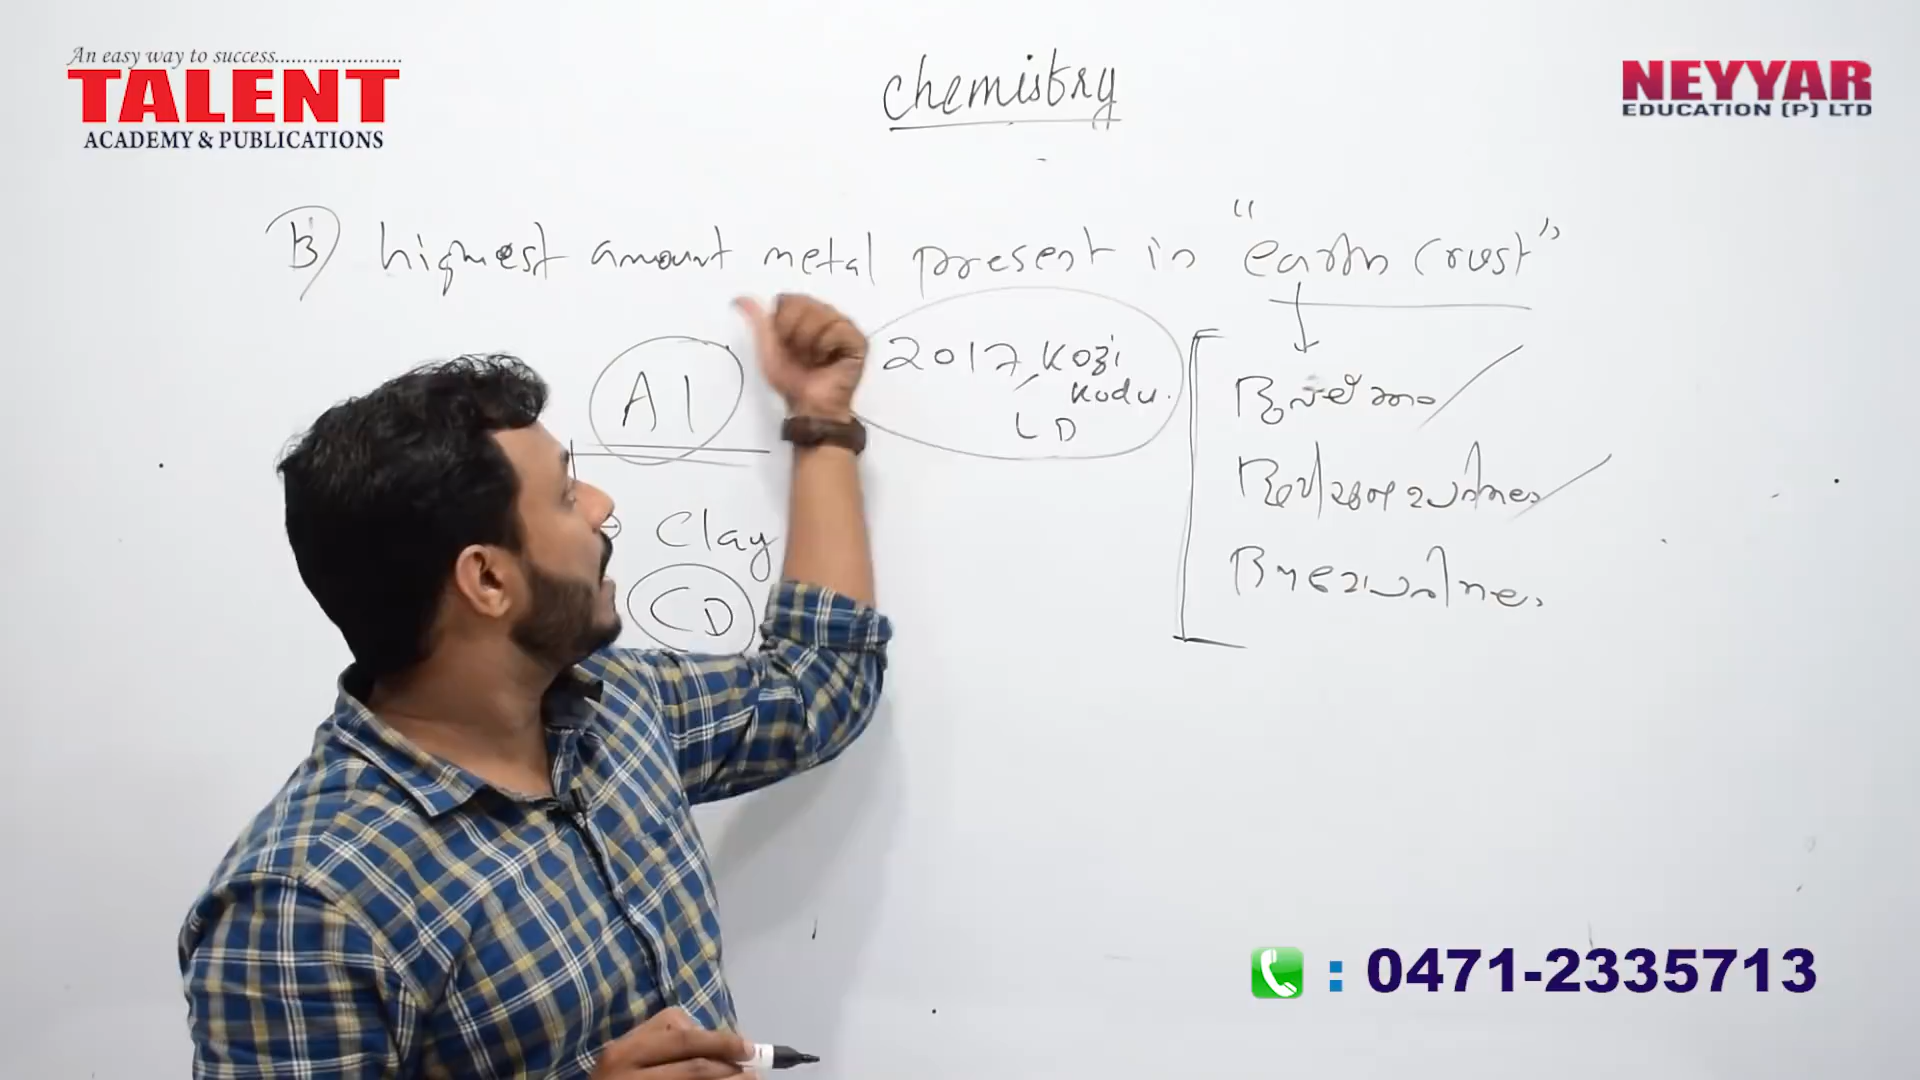 An easy way to success.......................
TALENT
ACADEMY & PUBLICATIONS
chemistry
NEYYAR
EDUCATION (P) LTD
B) highest amount metal present in "earth crust"
Al
2017 Kozi
Kodu.
LD
ഭൂവല്ക്കം
Clay
CD
: 0471-2335713